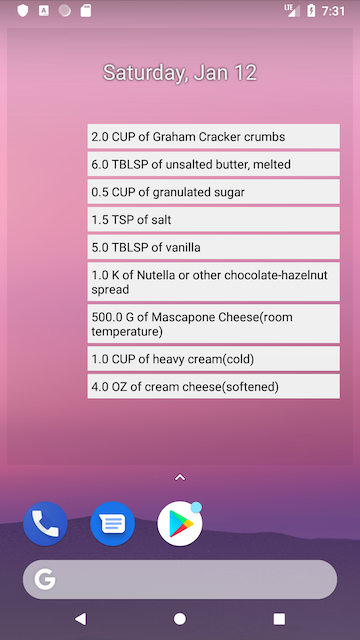 LTE 7:31
A
Saturday, Jan 12
2.0 CUP of Graham Cracker crumbs
6.0 TBLSP of unsalted butter, melted
0.5 CUP of granulated sugar
1.5 TSP of salt
5.0 TBLSP of vanilla
1.0 K of Nutella or other chocolate-hazelnut
spread
500.0 G of Mascapone Cheese(room
temperature)
1.0 CUP of heavy cream(cold)
4.0 OZ of cream cheese(softened)
G